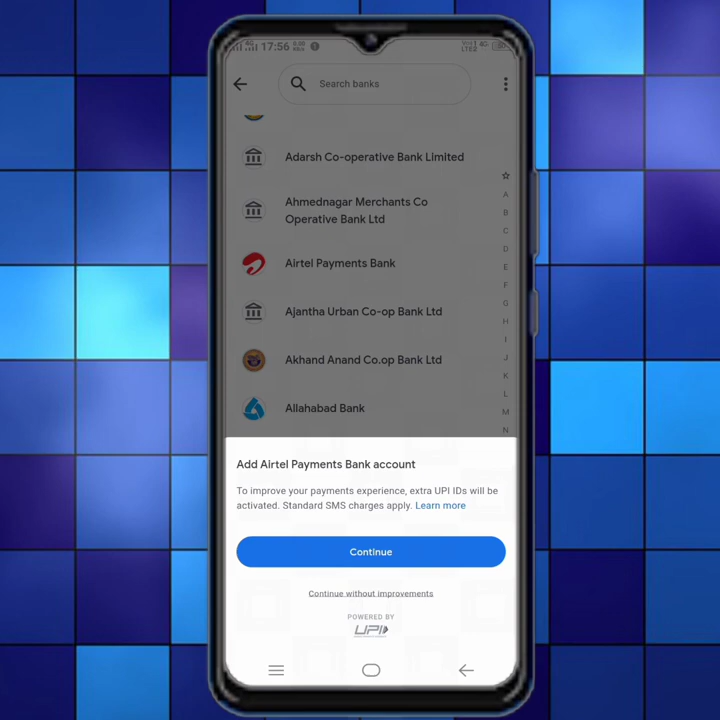 17:56
Search banks
Adarsh Co-operative Bank Limited
Ahmednagar Merchants Co
Operative Bank Ltd
Airtel Payments Bank
Ajantha Urban Co-op Bank Ltd
Akhand Anand Co.op Bank Ltd
Allahabad Bank
A
B
C
D
E
F
G
H
I
J
K
L
M
N
Add Airtel Payments Bank account
To improve your payments experience, extra UPI IDs will be
activated. Standard SMS charges apply. Learn more
Continue
Continue without improvements
POWERED BY
UPI